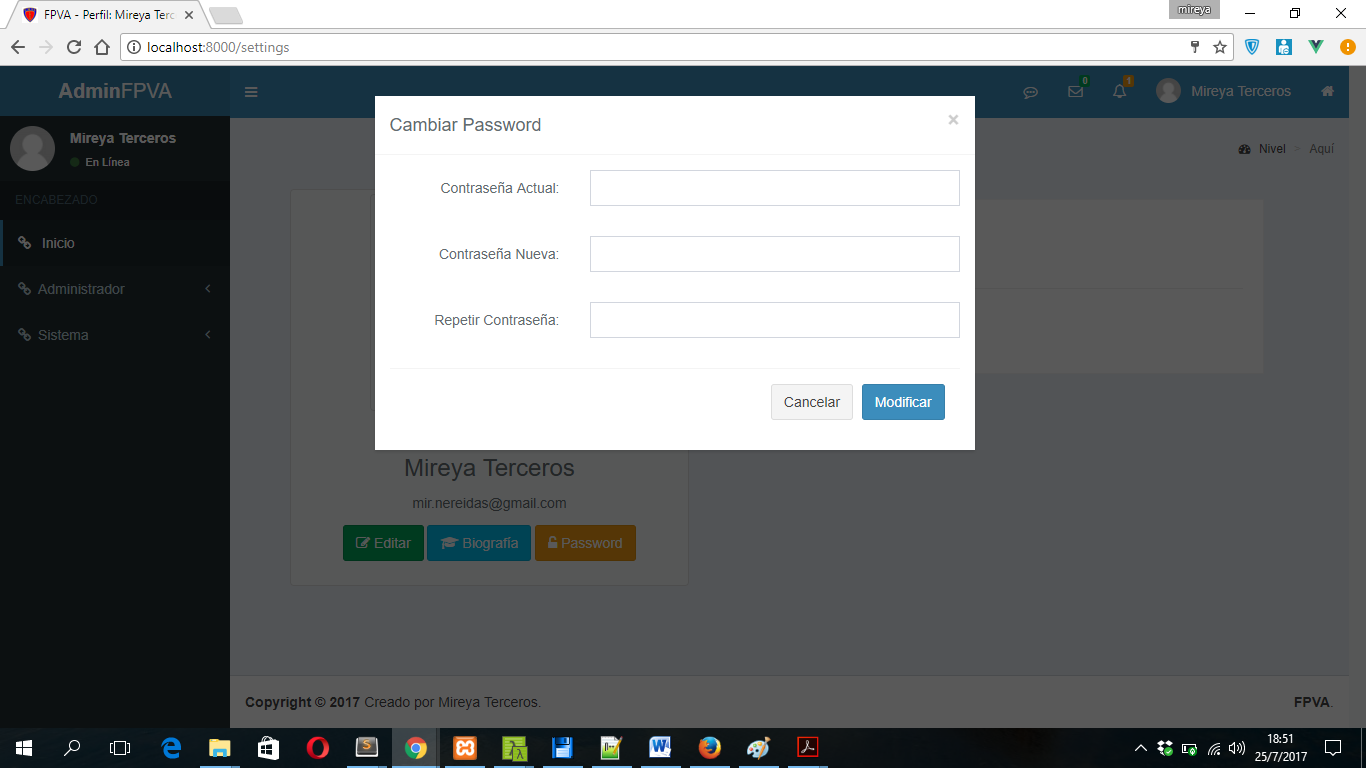 FPVA - Perfil: Mireya Terc
mireya
localhost:8000/settings
AdminFPVA
0
1
Mireya Terceros
Mireya Terceros
En Línea
Nivel > Aquí
ENCABEZADO
Inicio
Administrador
Sistema
Cambiar Password
×
Contraseña Actual:
Contraseña Nueva:
Repetir Contraseña:
Cancelar
Modificar
Mireya Terceros
mir.nereidas@gmail.com
Editar
Biografía
Password
Copyright © 2017 Creado por Mireya Terceros.
FPVA.
18:51
25/7/2017